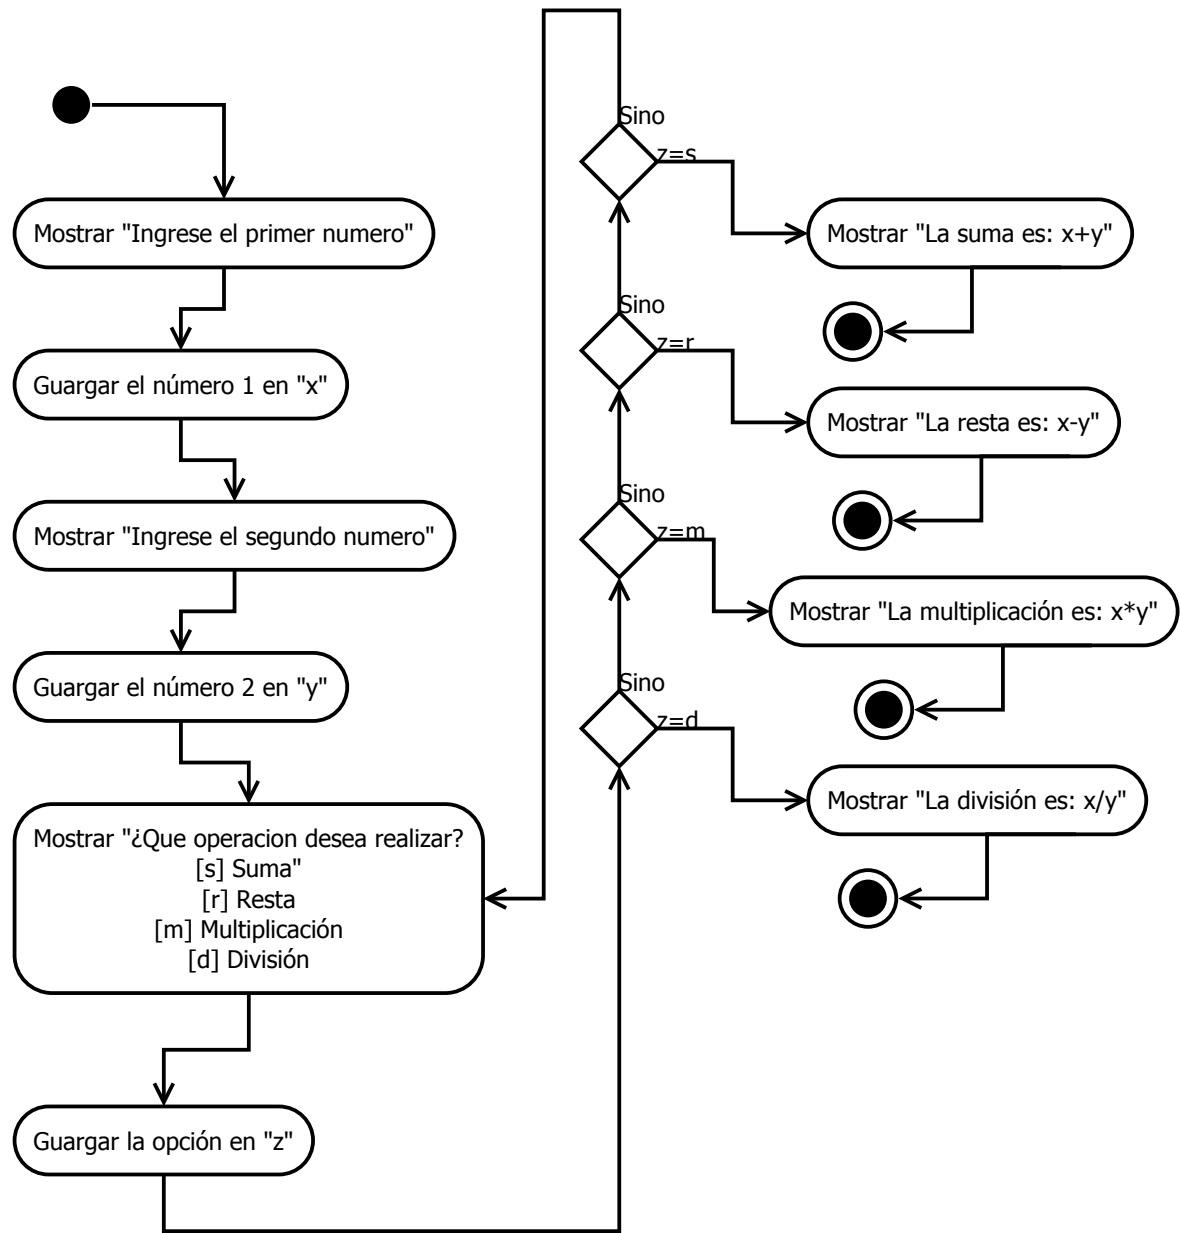 Mostrar "Ingrese el primer numero"
Guargar el número 1 en "x"
Mostrar "Ingrese el segundo numero"
Guargar el número 2 en "y"
Mostrar "¿Que operacion desea realizar?
[s] Suma"
[r] Resta
[m] Multiplicación
[d] División
Guargar la opción en "z"
Sino
z=s
Mostrar "La suma es: x+y"
Sino
z=r
Mostrar "La resta es: x-y"
Sino
z=m
Mostrar "La multiplicación es: x*y"
Sino
z=d
Mostrar "La división es: x/y"